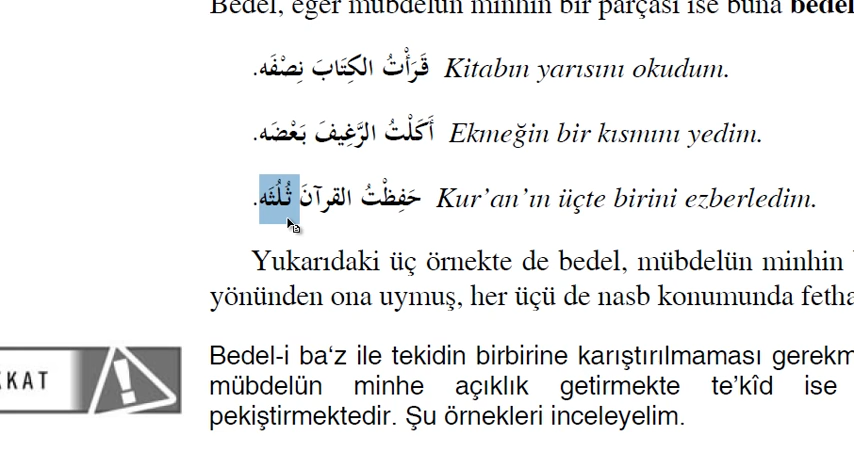 Bedel, eğer mübdelün minhin bir parçası ise buna bedel
قَرَأْتُ الكِتَابَ نِصْفَه. Kitabın yarısını okudum.
أَكَلْتُ الرَّغِيفَ بَعْضَه. Ekmeğin bir kısmını yedim.
حَفِظْتُ القرآنَ ثُلُثَه. Kur’an’ın üçte birini ezberledim.
Yukarıdaki üç örnekte de bedel, mübdelün minhin
yönünden ona uymuş, her üçü de nasb konumunda fetha
KKAT
Bedel-i ba‘z ile tekidin birbirine karıştırılmaması gerekm
mübdelün minhe açıklık getirmekte te’kîd ise
pekiştirmektedir. Şu örnekleri inceleyelim.